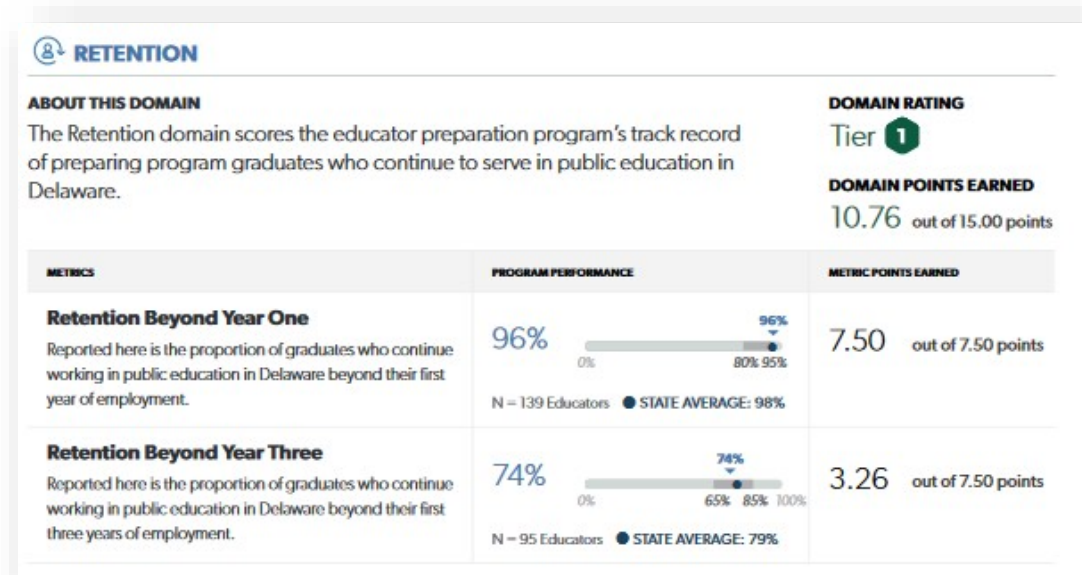 RETENTION
ABOUT THIS DOMAIN
The Retention domain scores the educator preparation program's track record
of preparing program graduates who continue to serve in public education in
Delaware.
DOMAIN RATING
Tier 1
DOMAIN POINTS EARNED
10.76 out of 15.00 points
METRICS PROGRAM PERFORMANCE METRIC POINTS EARNED
Retention Beyond Year One
Reported here is the proportion of graduates who continue
working in public education in Delaware beyond their first
year of employment.
96%
96%
0% 80% 95%
N = 139 Educators STATE AVERAGE: 98%
7.50 out of 7.50 points
Retention Beyond Year Three
Reported here is the proportion of graduates who continue
working in public education in Delaware beyond their first
three years of employment.
74%
74%
0% 65% 85% 100%
N = 95 Educators STATE AVERAGE: 79%
3.26 out of 7.50 points